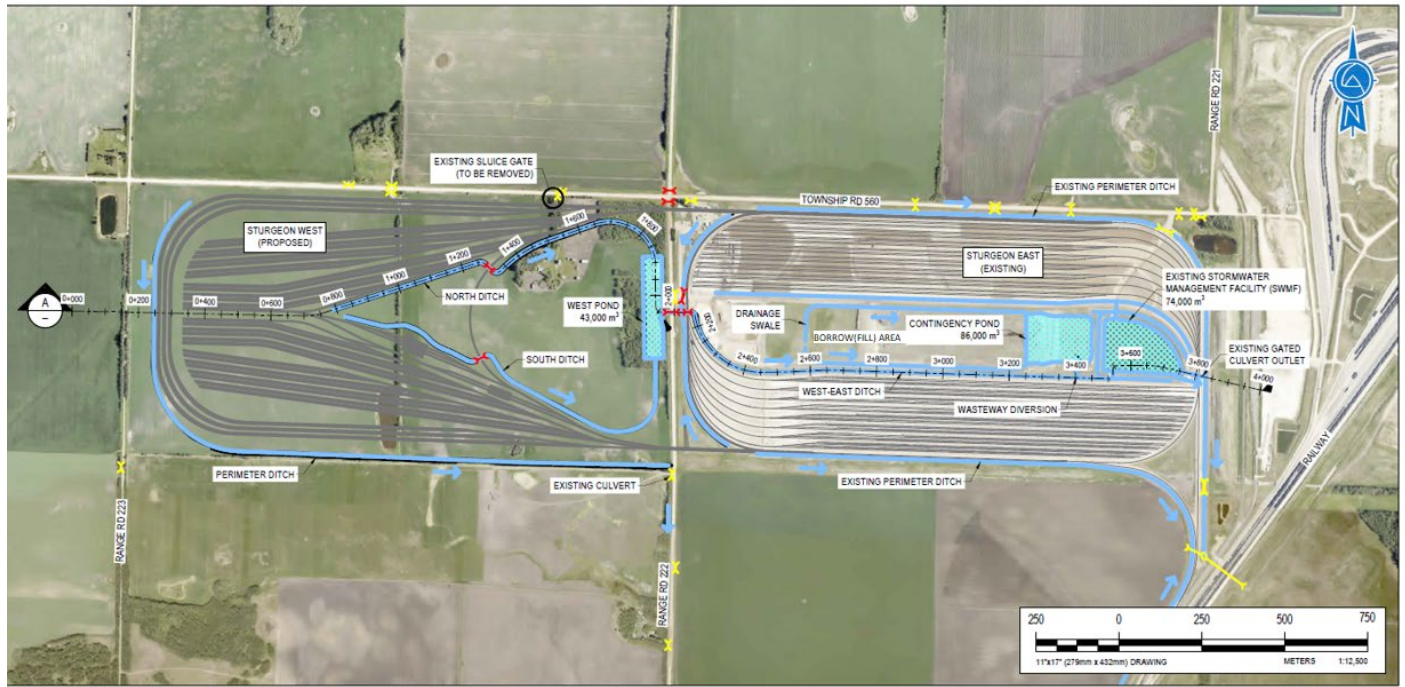 RANGE RD 221
N
EXISTING SLUICE GATE
(TO BE REMOVED)
EXISTING PERIMETER DITCH
TOWNSHIP RD 560
STURGEON WEST
(PROPOSED)
1+600
1+800
1+400
1+200
1+000
STURGEON EAST
(EXISTING)
EXISTING STORMWATER
MANAGEMENT FACILITY (SWMF)
74,000 m³
A
–
0+000
0+200
0+400
0+600
0+800
NORTH DITCH
WEST POND
43,000 m³
2+000
2+200
DRAINAGE
SWALE
BORROW(FILL) AREA
CONTINGENCY POND
86,000 m³
SOUTH DITCH
2+400
2+600
2+800
3+000
3+200
3+400
3+600
3+800
4+000
EXISTING GATED
CULVERT OUTLET
WEST-EAST DITCH
WASTEWAY DIVERSION
PERIMETER DITCH
EXISTING CULVERT
EXISTING PERIMETER DITCH
RAILWAY
RANGE RD 223
RANGE RD 222
250 0 250 500 750
11"x17" (279mm x 432mm) DRAWING METERS 1:12,500